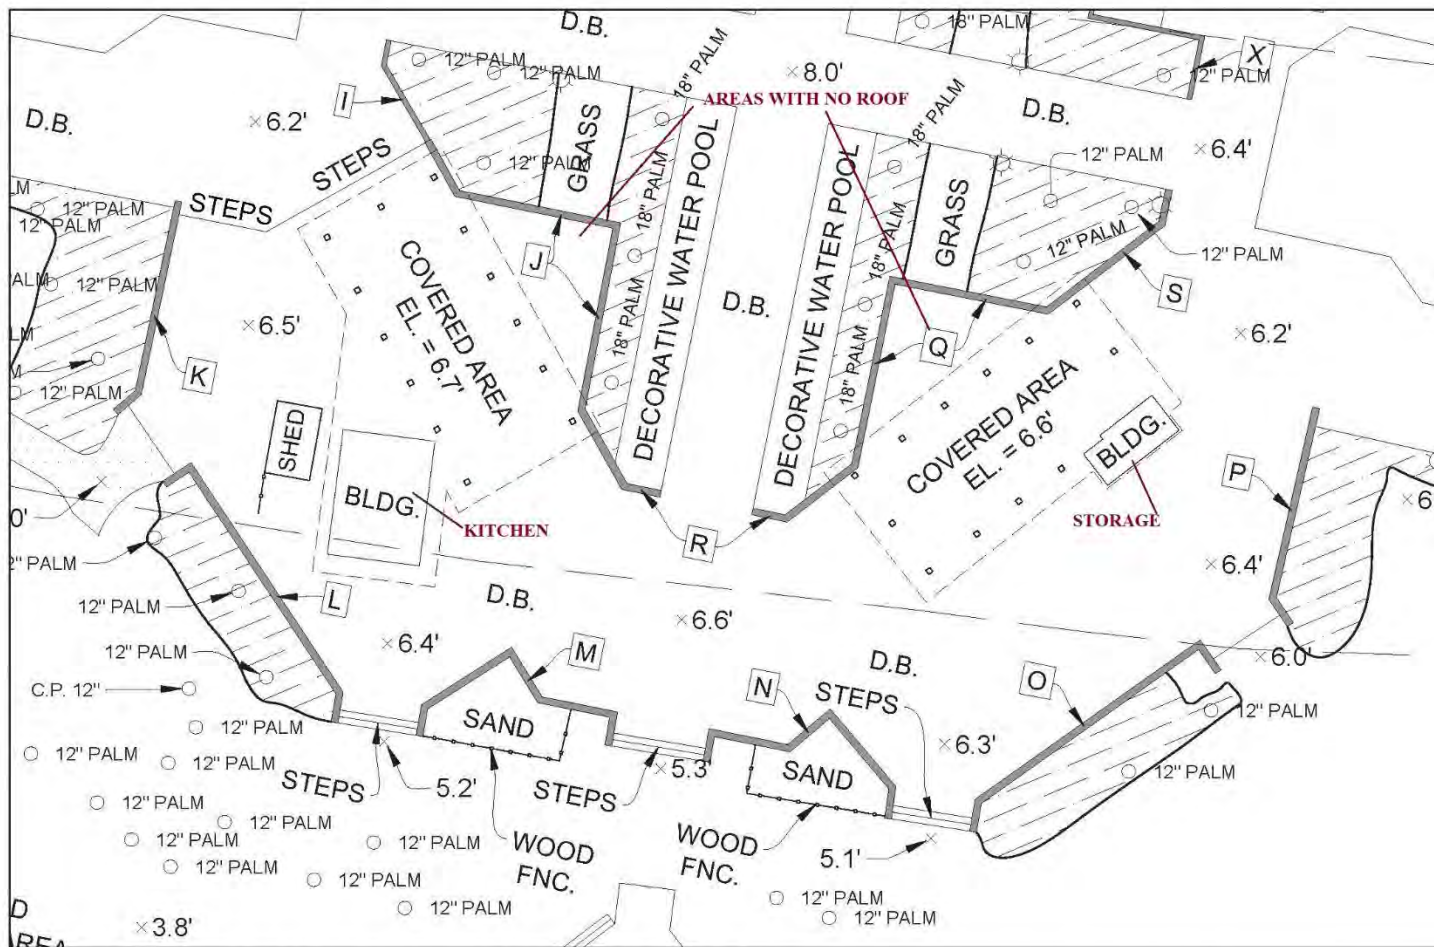 D.B.
18" PALM
X
12" PALM
12" PALM
12" PALM
18" PALM
8.0'
12" PALM
I
AREAS WITH NO ROOF
18" PALM
D.B.
D.B.
6.2'
STEPS
GRASS
12" PALM
6.4'
12" PALM
STEPS
12" PALM
12" PALM
18" PALM
DECORATIVE WATER POOL
DECORATIVE WATER POOL
18" PALM
GRASS
12" PALM
12" PALM
12" PALM
J
COVERED AREA
EL. = 6.7'
D.B.
S
6.5'
6.2'
K
18" PALM
18" PALM
Q
12" PALM
SHED
COVERED AREA
EL. = 6.6'
BLDG.
BLDG.
KITCHEN
R
STORAGE
P
6.4'
12" PALM
L
D.B.
6.6'
6.4'
M
D.B.
6.0'
12" PALM
C.P. 12"
N
STEPS
O
12" PALM
12" PALM
SAND
6.3'
12" PALM
12" PALM
STEPS
5.2'
STEPS
5.3'
SAND
12" PALM
12" PALM
12" PALM
12" PALM
12" PALM
12" PALM
12" PALM
12" PALM
WOOD
FNC.
WOOD
FNC.
5.1'
12" PALM
12" PALM
3.8'